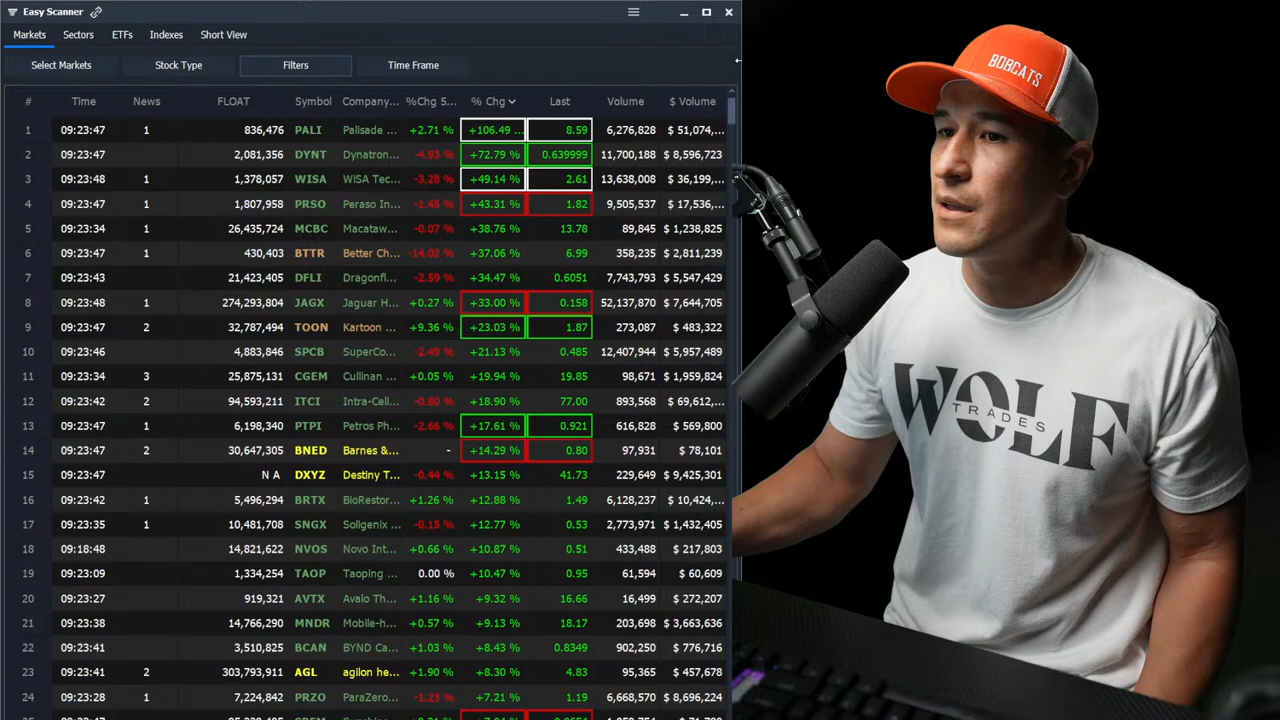 Easy Scanner
Markets Sectors ETFs Indexes Short View
Select Markets Stock Type Filters Time Frame
# Time News FLOAT Symbol Company... %Chg 5... % Chg Last Volume $ Volume
1 09:23:47 1 836,476 PALI Palisade ... +2.71 % +106.49 ... 8.59 6,276,828 $ 51,074,...
2 09:23:47 2,081,356 DYNT Dynatron... -4.93 % +72.79 % 0.639999 11,700,188 $ 8,596,723
3 09:23:48 1 1,378,057 WISA WISA Tec... -3.28 % +49.14 % 2.61 13,638,008 $ 36,199,...
4 09:23:48 1 1,807,958 PRSO Peraso In... -1.45 % +43.31 % 1.82 9,505,537 $ 17,536,...
5 09:23:34 1 26,435,724 MCBC Macataw... -0.07 % +38.76 % 13.78 89,845 $ 1,238,825
6 09:23:47 1 430,403 BTTR Better Ch... -14.02 % +37.06 % 6.99 358,235 $ 2,811,239
7 09:23:43 21,423,405 DFLI Dragonfl... -2.59 % +34.47 % 0.6051 7,743,793 $ 5,547,429
8 09:23:48 1 274,293,804 JAGX Jaguar H... +0.27 % +33.00 % 0.158 52,137,870 $ 7,644,705
9 09:23:47 2 32,787,494 TOON Kartoon ... +9.36 % +23.03 % 1.87 273,087 $ 483,322
10 09:23:46 4,883,846 SPCB SuperCo... -2.49 % +21.13 % 0.485 12,407,944 $ 5,957,489
11 09:23:34 3 25,875,131 CGEM Cullinan ... +0.05 % +19.94 % 19.85 98,671 $ 1,959,824
12 09:23:42 2 94,593,211 ITCI Intra-Cell... -0.80 % +18.90 % 77.00 893,568 $ 69,612,...
13 09:23:47 1 6,198,240 PTPI Petros Ph... -2.66 % +17.61 % 0.921 616,828 $ 569,800
14 09:23:47 2 30,647,305 BNED Barnes &... - +14.29 % 0.80 97,931 $ 78,101
15 09:23:47 N A DXYZ Destiny T... -0.44 % +13.15 % 41.73 229,649 $ 9,425,301
16 09:23:42 1 5,496,294 BRTX BioRestor... +1.26 % +12.88 % 1.49 6,128,237 $ 10,424,...
17 09:23:35 1 10,481,708 SNGX Soligenix ... -0.15 % +12.77 % 0.53 2,773,971 $ 1,432,405
18 09:18:48 14,821,622 NVOS Novo Int... +0.66 % +10.87 % 0.51 433,488 $ 217,803
19 09:23:09 1,334,254 TAOP Taoping ... 0.00 % +10.47 % 0.95 61,594 $ 60,609
20 09:23:27 919,321 AVTX Avalo Th... +1.16 % +9.32 % 16.66 16,499 $ 272,207
21 09:23:38 14,766,290 MNDR Mobile-h... +0.57 % +9.13 % 18.17 203,698 $ 3,663,636
22 09:23:41 3,510,825 BCAN BYND Ca... +1.03 % +8.43 % 0.8349 902,250 $ 776,716
23 09:23:41 2 303,793,911 AGL agilon he... +1.90 % +8.30 % 4.83 95,365 $ 457,678
24 09:23:28 1 7,224,842 PRZO ParaZero... -1.23 % +7.21 % 1.19 6,668,570 $ 8,696,224
BOBCATS
WOLF
TRADES